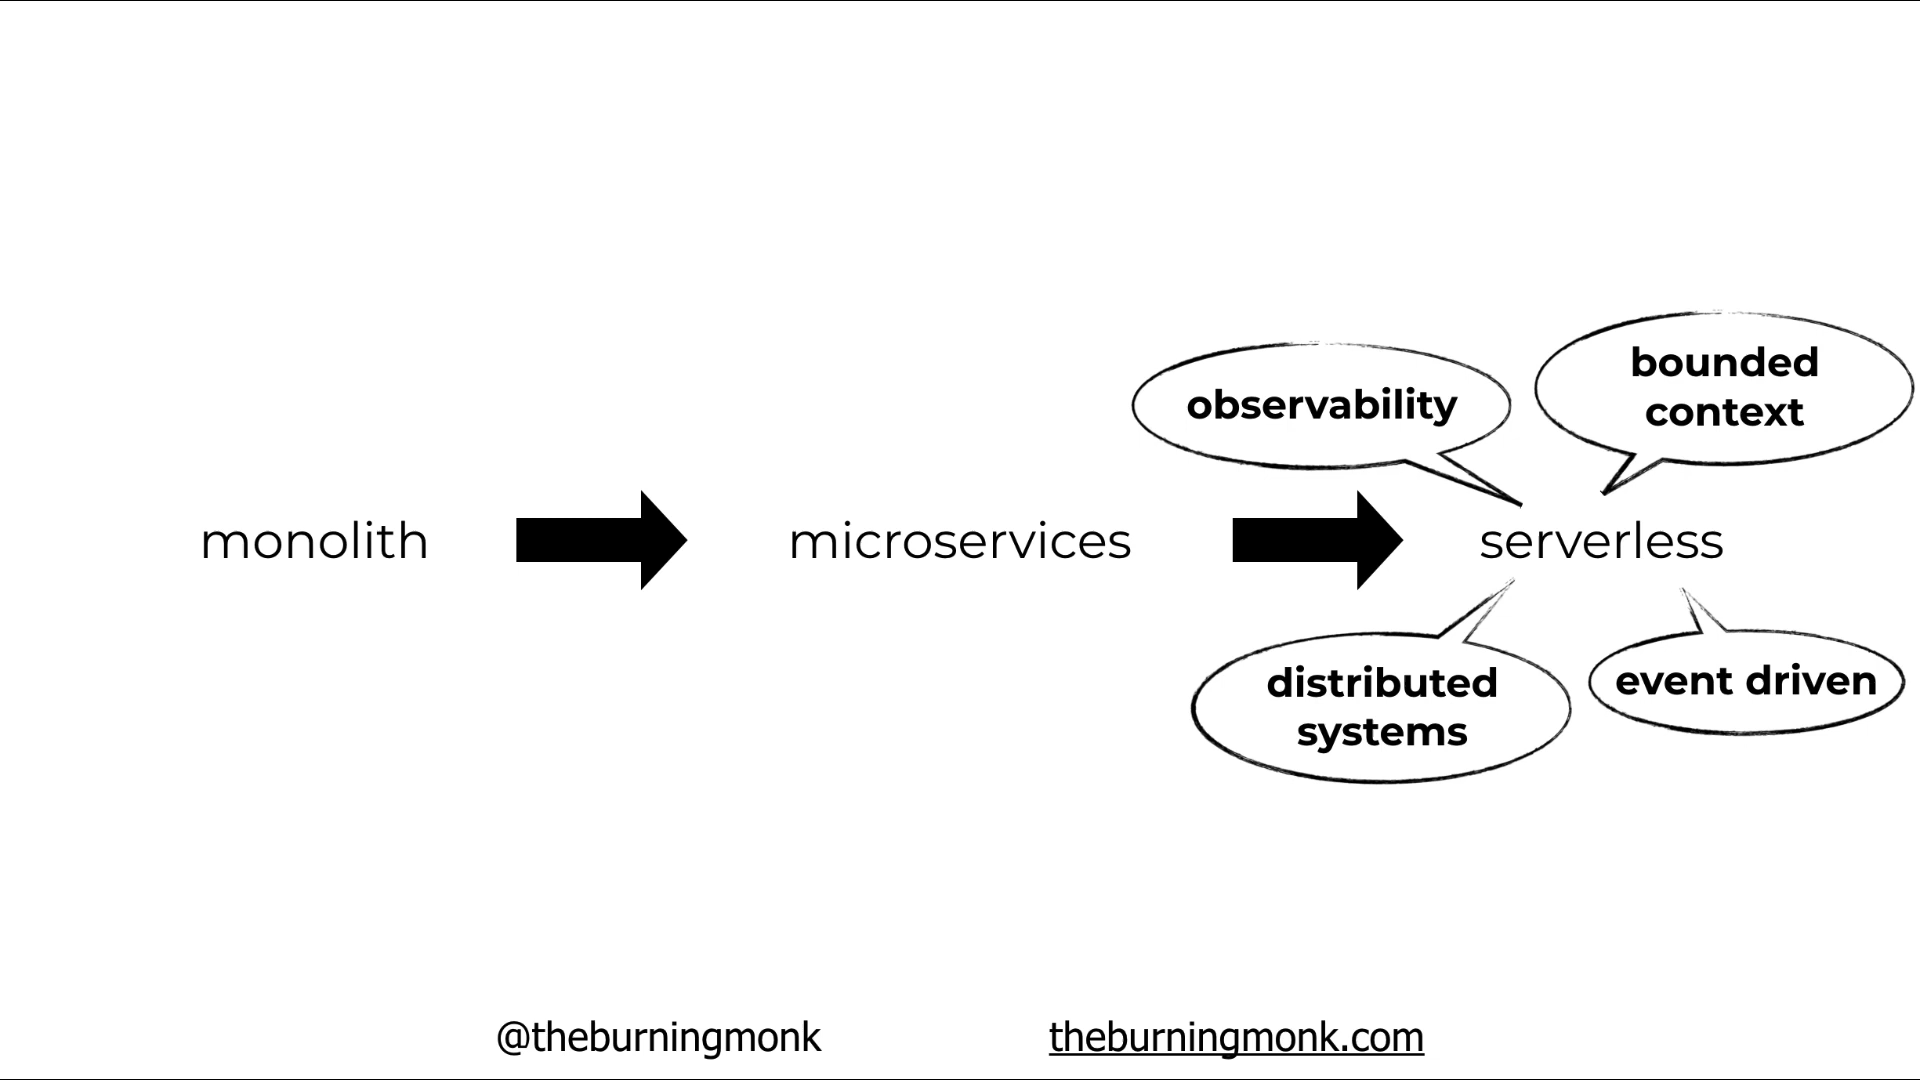 observability
bounded
context
monolith
microservices
serverless
distributed
systems
event driven
@theburningmonk
theburningmonk.com